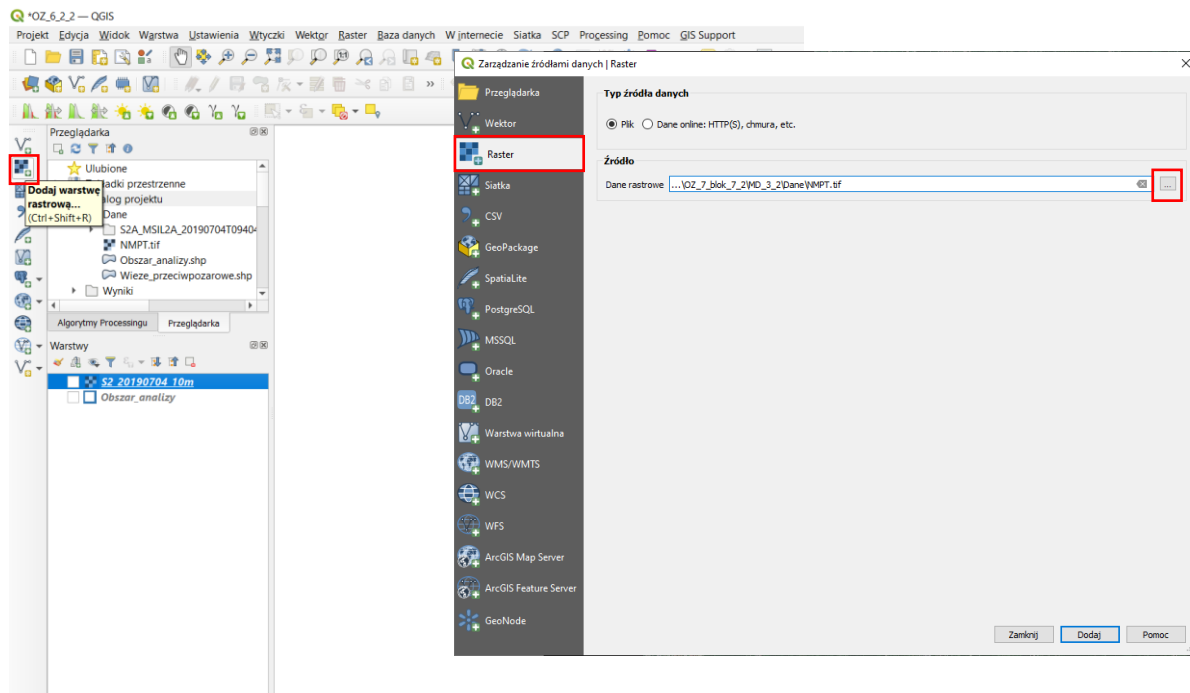 *OZ_6_2_2 — QGIS
Projekt Edycja Widok Warstwa Ustawienia Wtyczki Wektor Raster Baza danych W internecie Siatka SCP Processing Pomoc GIS Support
Przeglądarka
Ulubione
adki przestrzenne
alog projektu
Dane
S2A_MSIL2A_20190704T09404
NMPT.tif
Obszar_analizy.shp
Wieze_przeciwpozarowe.shp
Wyniki
Dodaj warstwę
rastrową...
(Ctrl+Shift+R)
Algorytmy Processingu Przeglądarka
Warstwy
S2_20190704_10m
Obszar_analizy
Zarządzanie źródłami danych | Raster
Przeglądarka
Wektor
Raster
Siatka
CSV
GeoPackage
SpatiaLite
PostgreSQL
MSSQL
Oracle
DB2
Warstwa wirtualna
WMS/WMTS
WCS
WFS
ArcGIS Map Server
ArcGIS Feature Server
GeoNode
Typ źródła danych
Plik Dane online: HTTP(S), chmura, etc.
Źródło
Dane rastrowe ...\OZ_7_blok_7_2\MD_3_2\Dane\NMPT.tif ...
Zamknij Dodaj Pomoc